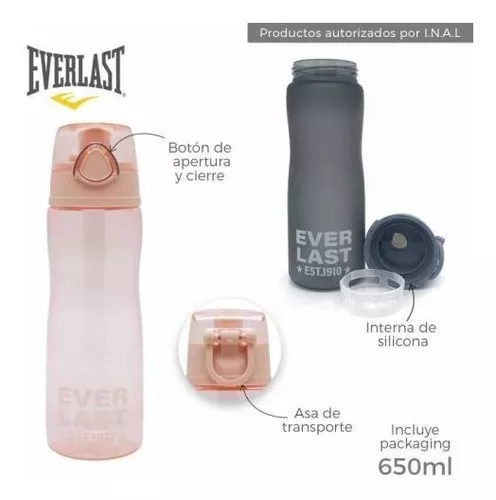 Productos autorizados por I.N.A.L
EVERLAST
Botón de
apertura
y cierre
EVER
LAST
★ EST.1910 ★
Interna de
silicona
EVER
LAST
Asa de
transporte
Incluye
packaging
650ml